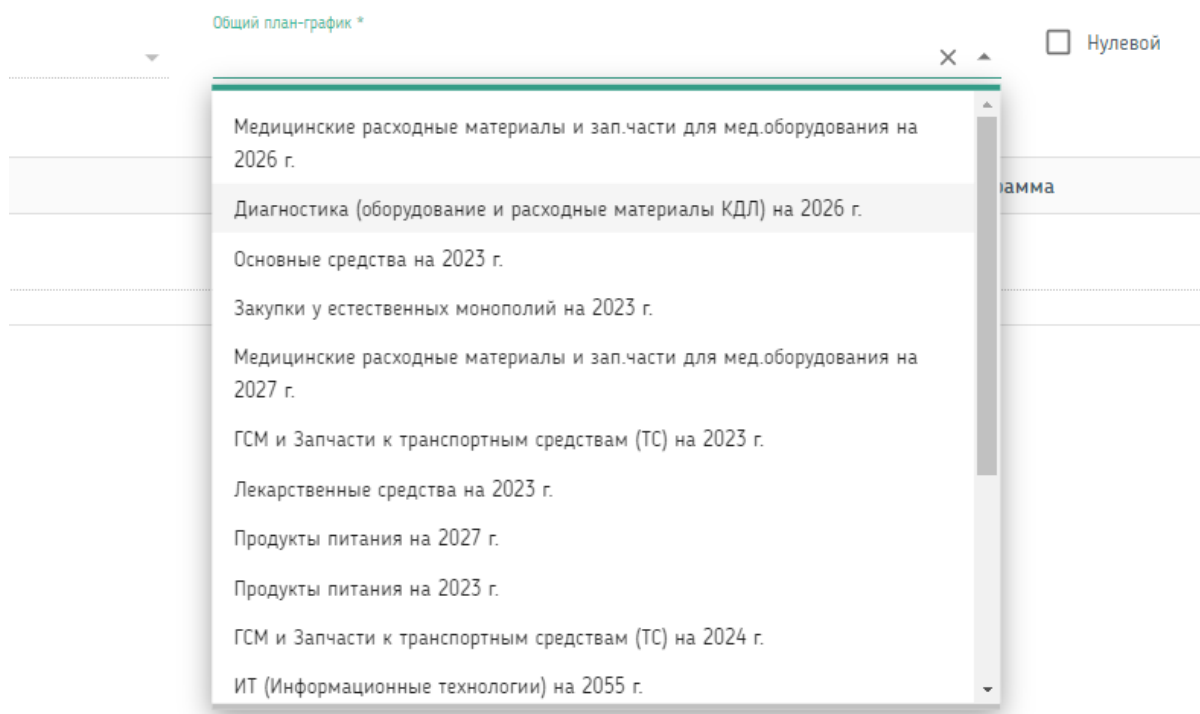 Общий план-график *
Нулевой
Медицинские расходные материалы и зап.части для мед.оборудования на
2026 г.
рамма
Диагностика (оборудование и расходные материалы КДЛ) на 2026 г.
Основные средства на 2023 г.
Закупки у естественных монополий на 2023 г.
Медицинские расходные материалы и зап.части для мед.оборудования на
2027 г.
ГСМ и Запчасти к транспортным средствам (ТС) на 2023 г.
Лекарственные средства на 2023 г.
Продукты питания на 2027 г.
Продукты питания на 2023 г.
ГСМ и Запчасти к транспортным средствам (ТС) на 2024 г.
ИТ (Информационные технологии) на 2055 г.